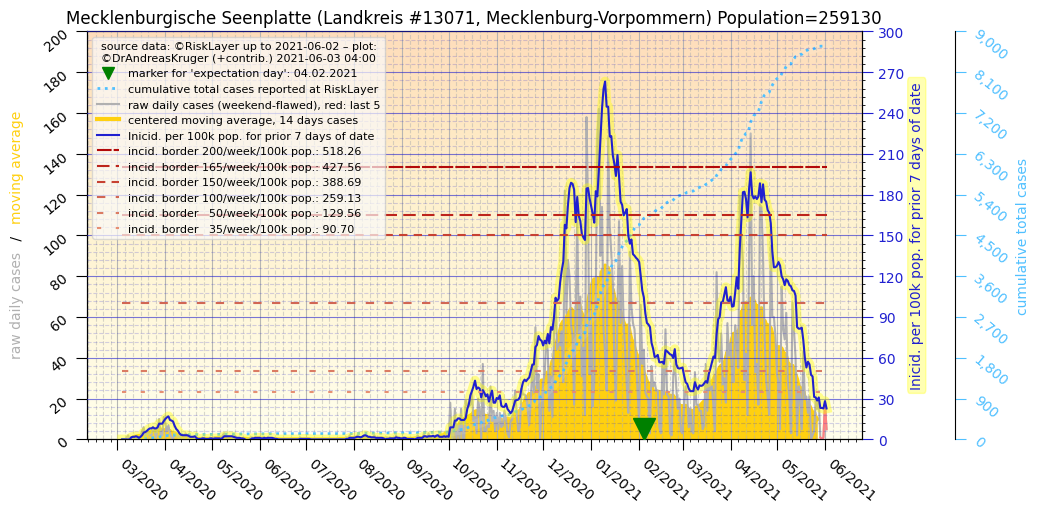 Mecklenburgische Seenplatte (Landkreis #13071, Mecklenburg-Vorpommern) Population=259130
source data: ©RiskLayer up to 2021-06-02 – plot:
©DrAndreasKruger (+contrib.) 2021-06-03 04:00
marker for 'expectation day': 04.02.2021
cumulative total cases reported at RiskLayer
raw daily cases (weekend-flawed), red: last 5
centered moving average, 14 days cases
Inicid. per 100k pop. for prior 7 days of date
incid. border 200/week/100k pop.: 518.26
incid. border 165/week/100k pop.: 427.56
incid. border 150/week/100k pop.: 388.69
incid. border 100/week/100k pop.: 259.13
incid. border   50/week/100k pop.: 129.56
incid. border   35/week/100k pop.: 90.70
raw daily cases / moving average
200
180
160
140
120
100
80
60
40
20
0
03/2020
04/2020
05/2020
06/2020
07/2020
08/2020
09/2020
10/2020
11/2020
12/2020
01/2021
02/2021
03/2021
04/2021
05/2021
06/2021
300
270
240
210
180
150
120
90
60
30
0
Inicid. per 100k pop. for prior 7 days of date
9,000
8,100
7,200
6,300
5,400
4,500
3,600
2,700
1,800
900
0
cumulative total cases